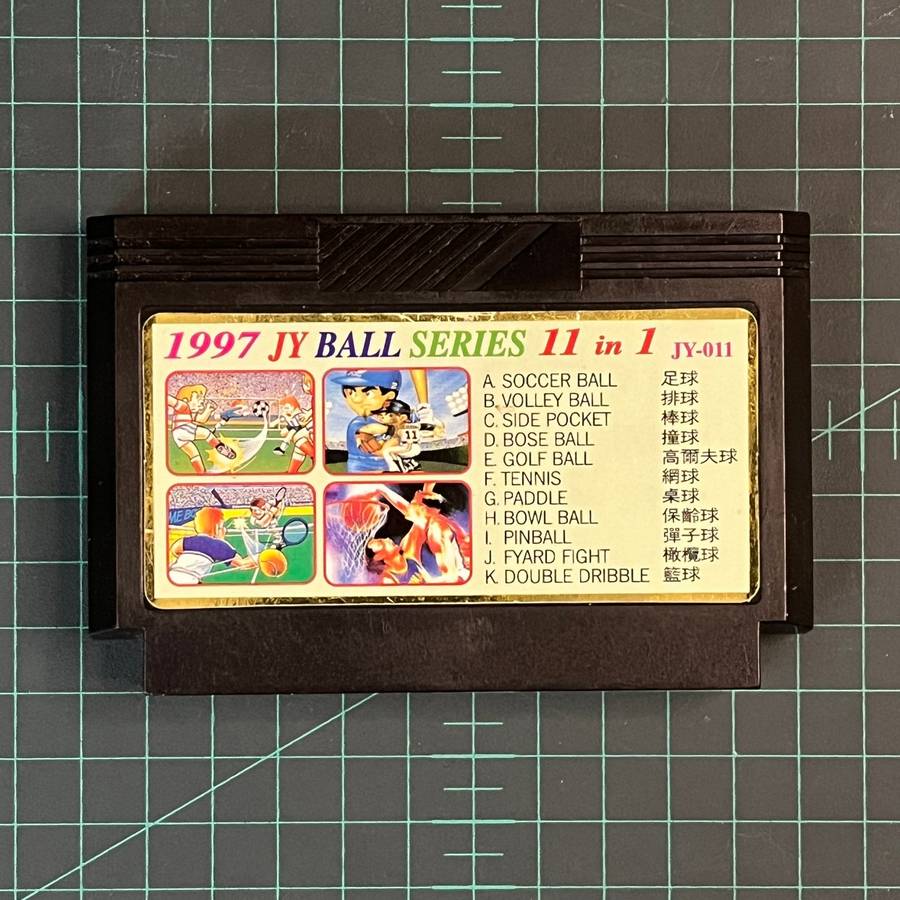 1997 JY BALL SERIES 11 in 1 JY-011
A. SOCCER BALL 足球
B. VOLLEY BALL 排球
C. SIDE POCKET 棒球
D. BOSE BALL 撞球
E. GOLF BALL 高爾夫球
F. TENNIS 網球
G. PADDLE 桌球
H. BOWL BALL 保齡球
I. PINBALL 彈子球
J. FYARD FIGHT 橄欖球
K. DOUBLE DRIBBLE 籃球
11